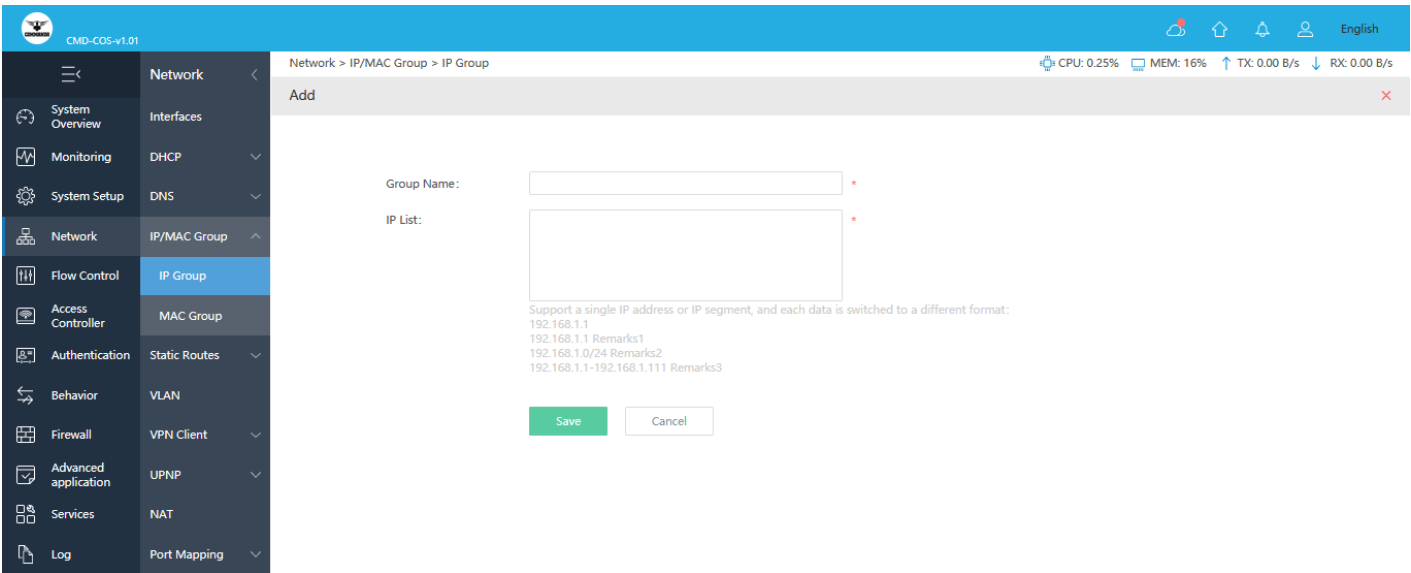 COMMANDO
CMD-COS-v1.01
English
Network
Network > IP/MAC Group > IP Group
CPU: 0.25%
MEM: 16%
TX: 0.00 B/s
RX: 0.00 B/s
Add
System
Overview
Monitoring
System Setup
Network
Flow Control
Access
Controller
Authentication
Behavior
Firewall
Advanced
application
Services
Log
Interfaces
DHCP
DNS
IP/MAC Group
IP Group
MAC Group
Static Routes
VLAN
VPN Client
UPNP
NAT
Port Mapping
Group Name:
*
IP List:
*
Support a single IP address or IP segment, and each data is switched to a different format:
192.168.1.1
192.168.1.1 Remarks1
192.168.1.0/24 Remarks2
192.168.1.1-192.168.1.111 Remarks3
Save
Cancel